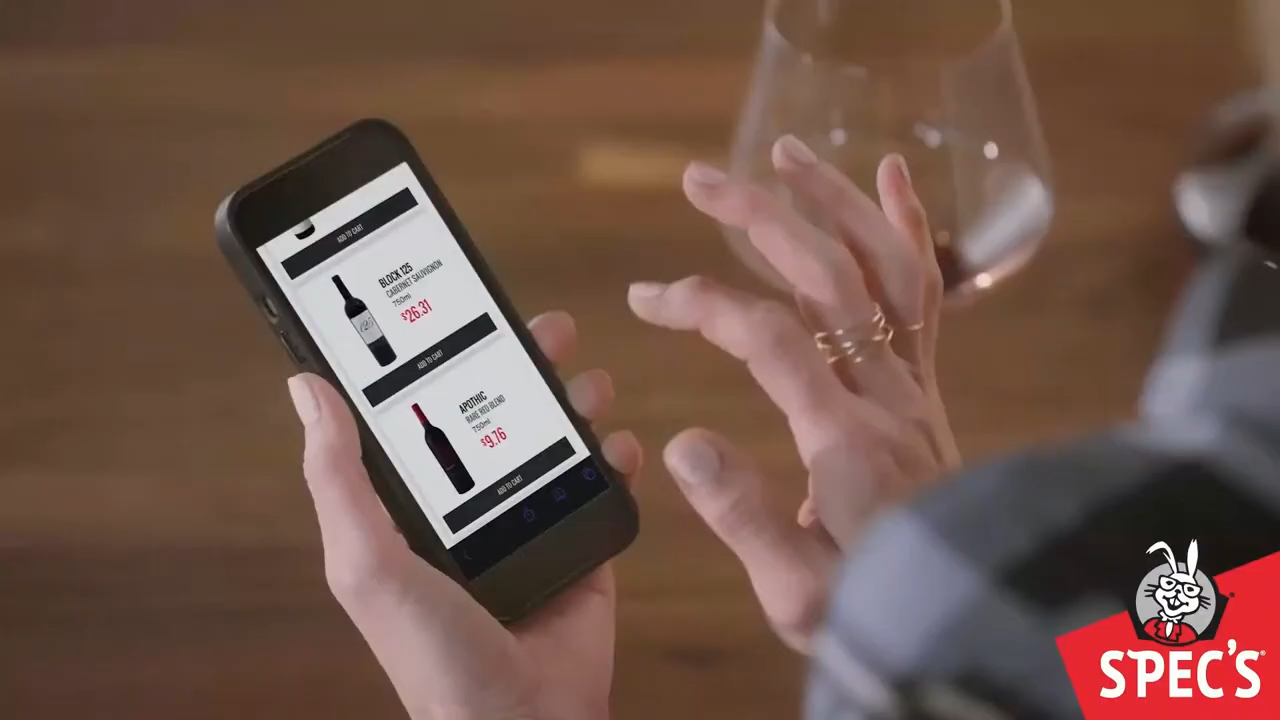 ADD TO CART
BLOCK 125
CABERNET SAUVIGNON
750ml
$26.31
ADD TO CART
APOTHIC
RARE RED BLEND
750ml
$9.76
ADD TO CART
SPEC'S